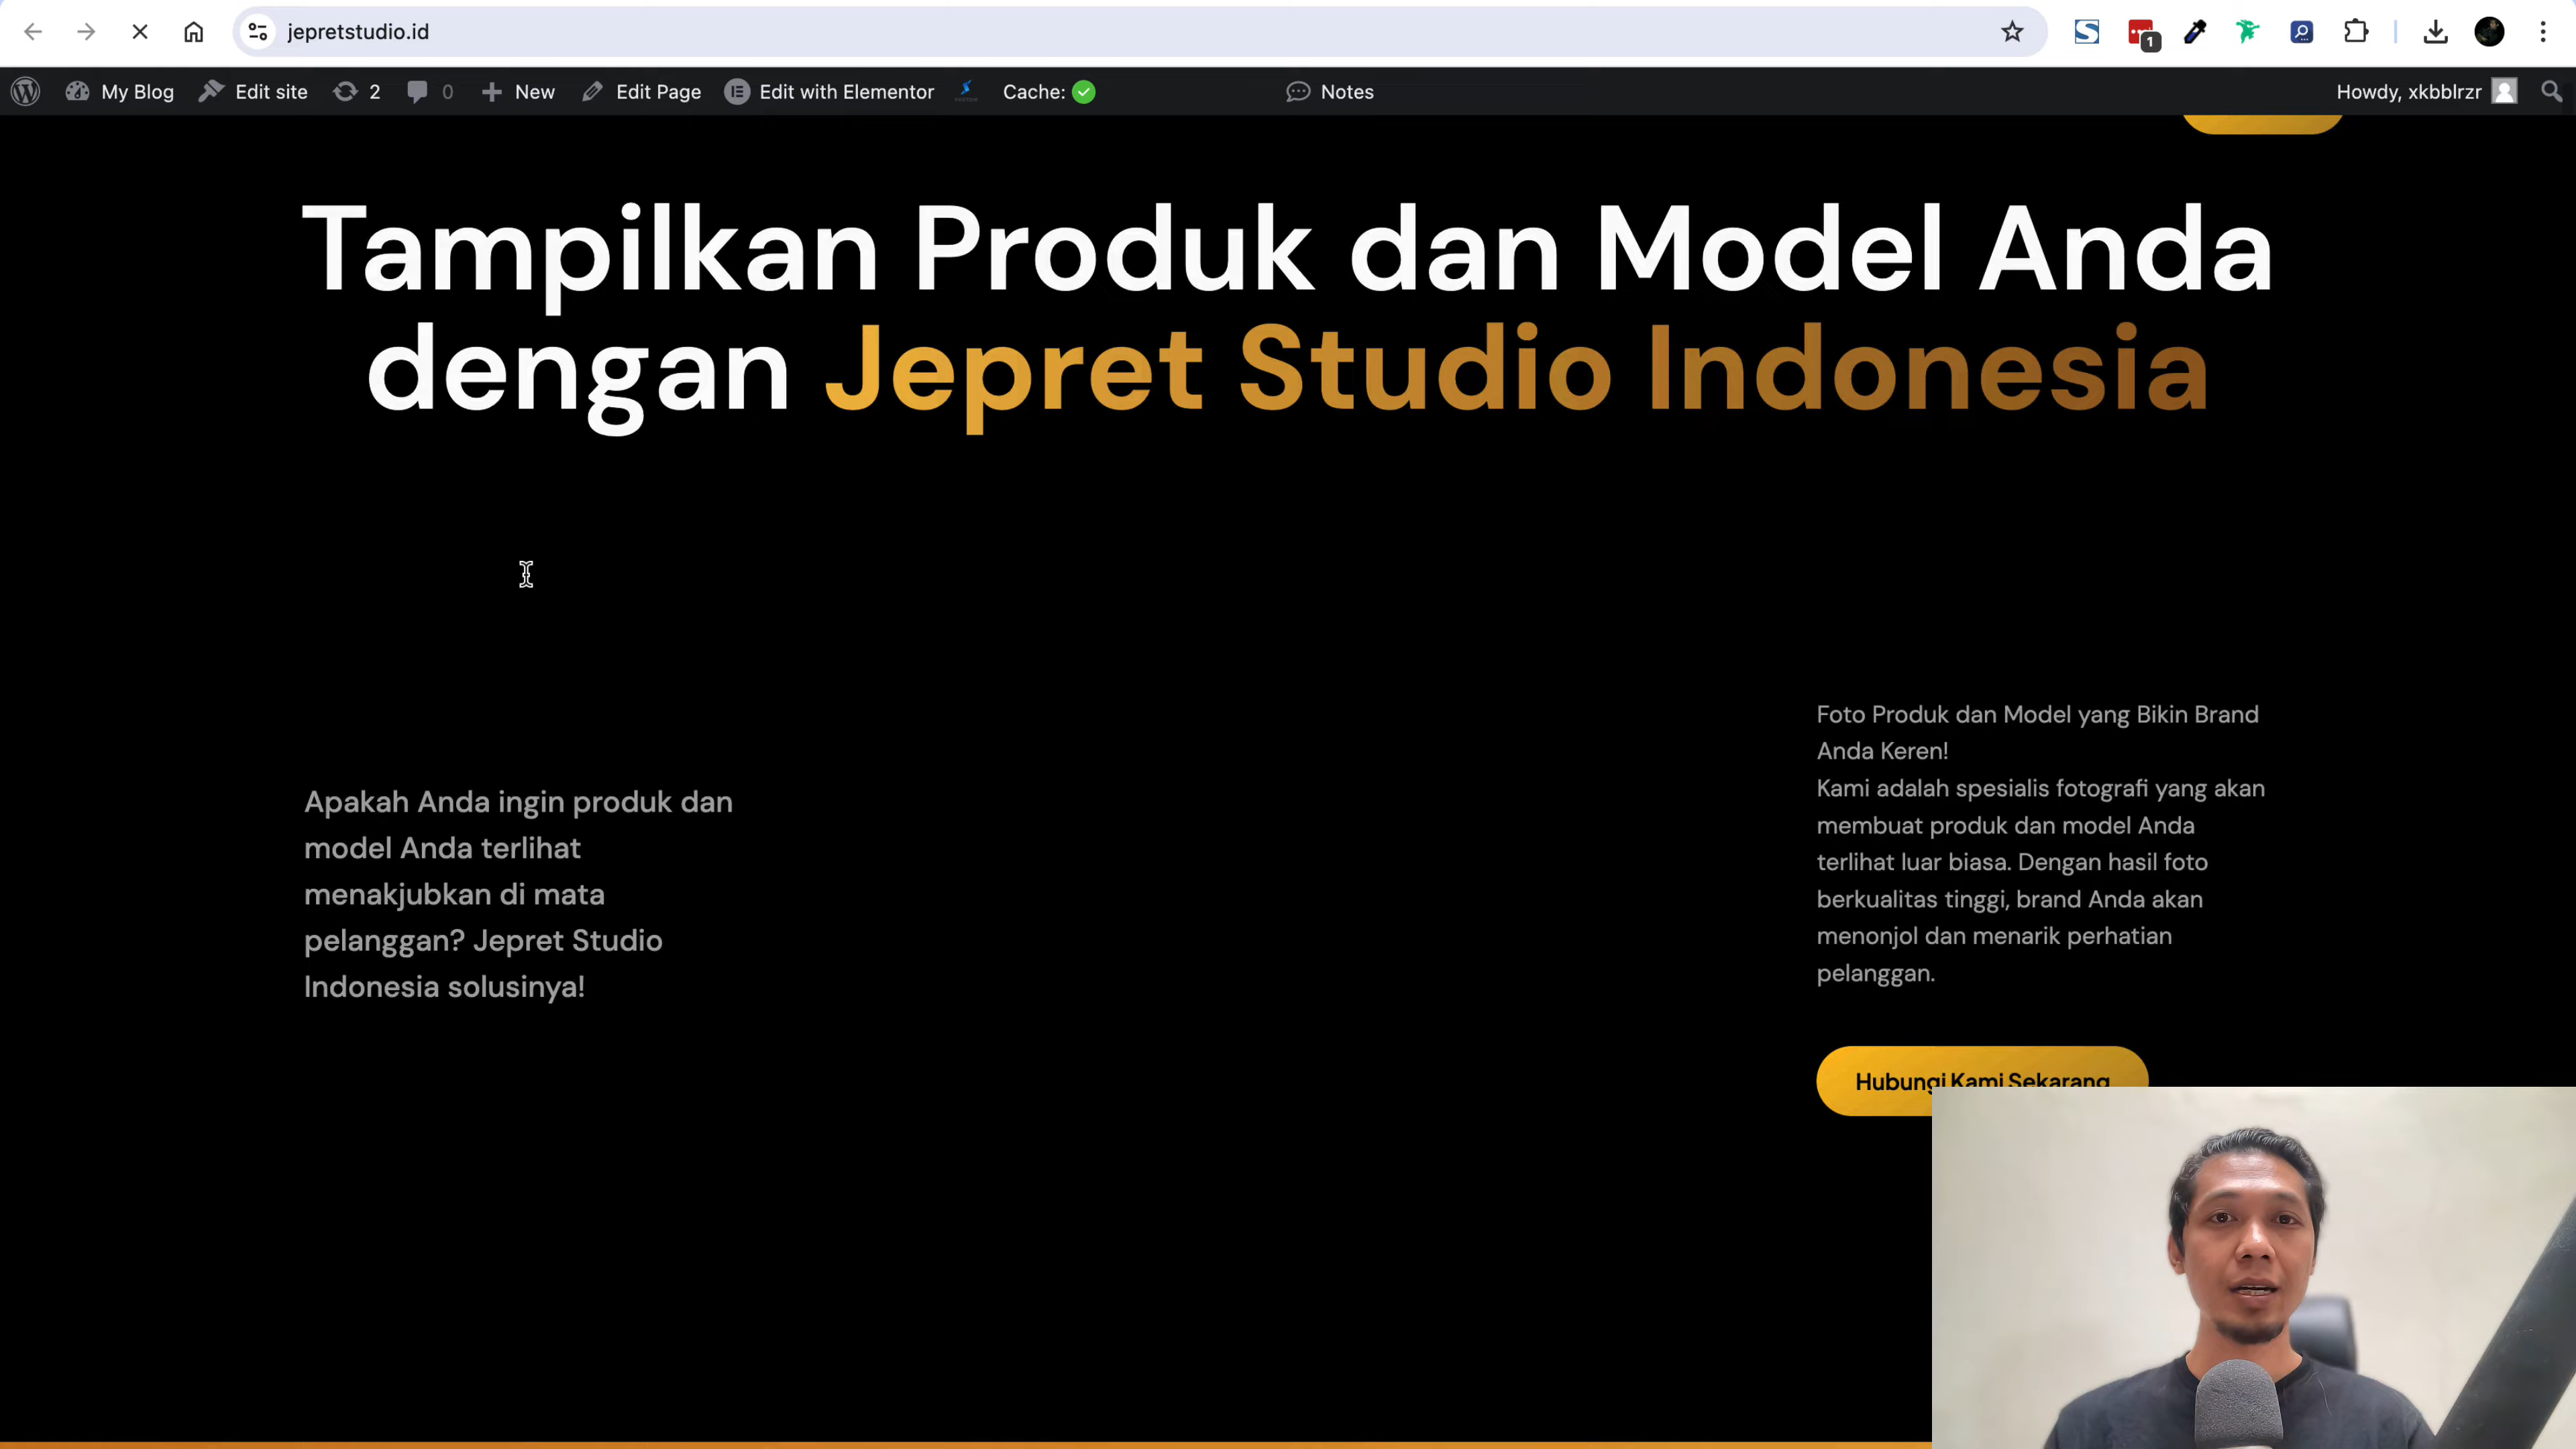 jepretstudio.id
1
My Blog
Edit site
2
0
New
Edit Page
Edit with Elementor
Cache:
Notes
Howdy, xkbblrzr
Tampilkan Produk dan Model Anda
dengan Jepret Studio Indonesia
Apakah Anda ingin produk dan
model Anda terlihat
menakjubkan di mata
pelanggan? Jepret Studio
Indonesia solusinya!
Foto Produk dan Model yang Bikin Brand
Anda Keren!
Kami adalah spesialis fotografi yang akan
membuat produk dan model Anda
terlihat luar biasa. Dengan hasil foto
berkualitas tinggi, brand Anda akan
menonjol dan menarik perhatian
pelanggan.
Hubungi Kami Sekarang